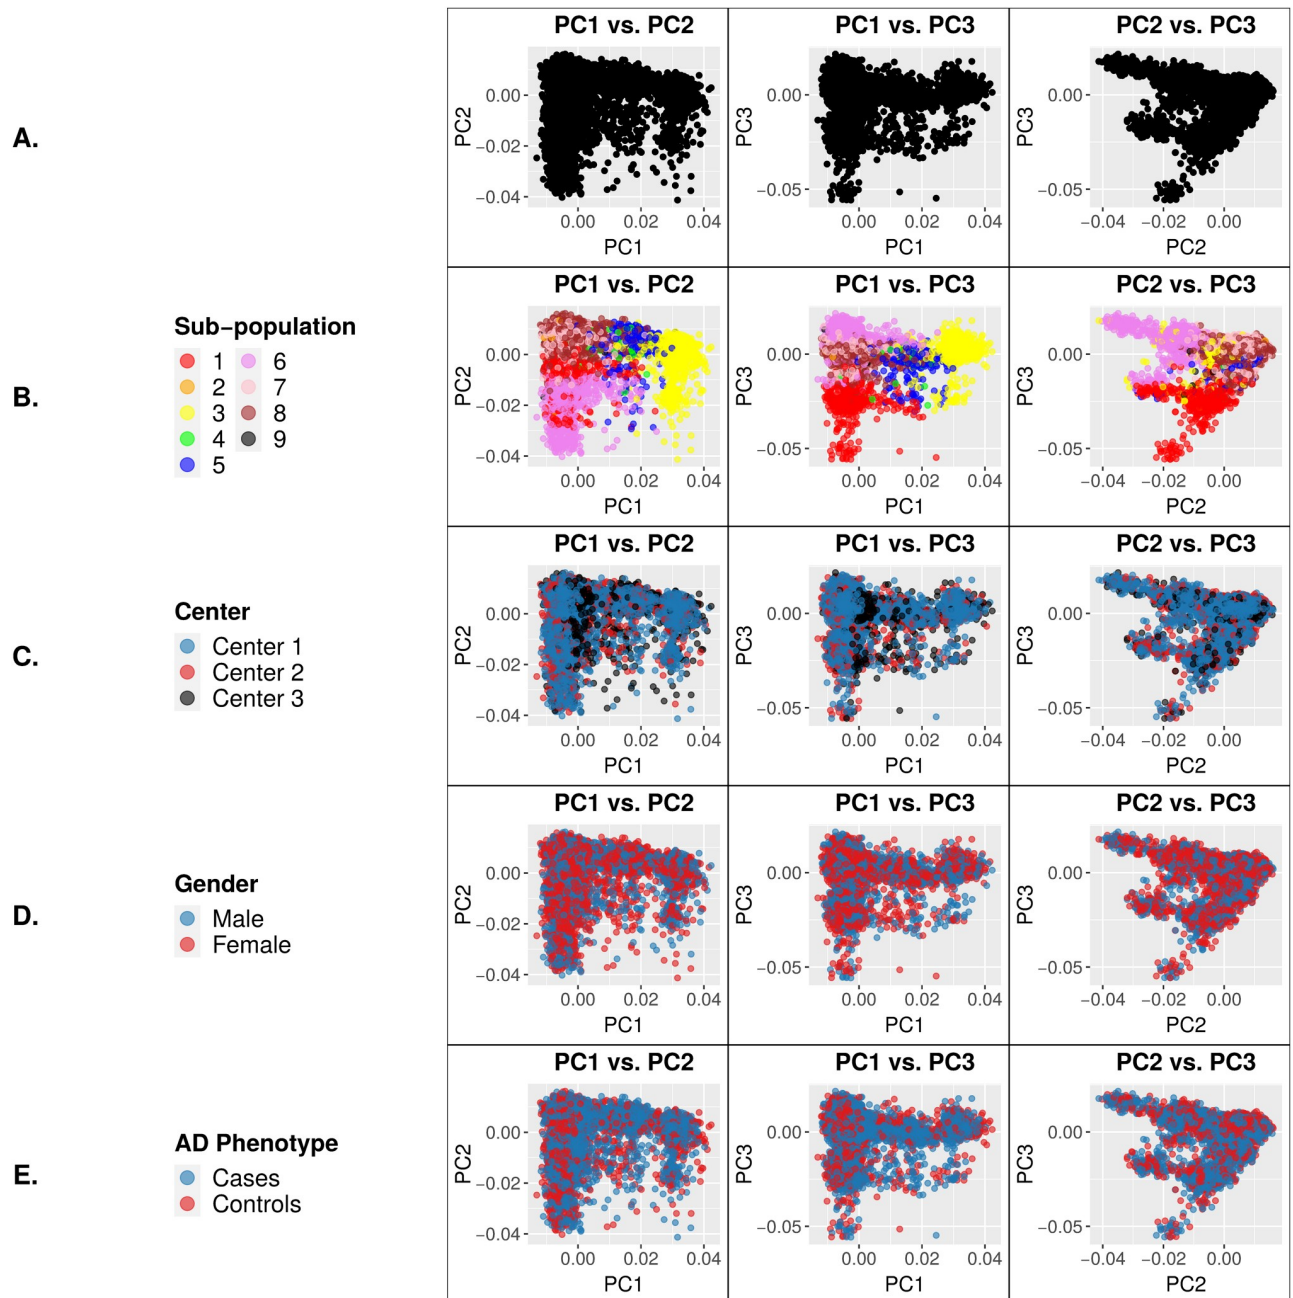 A.
PC1 vs. PC2
PC2
0.00
−0.02
−0.04
0.00 0.02 0.04
PC1
PC1 vs. PC3
PC3
0.00
−0.05
0.00 0.02 0.04
PC1
PC2 vs. PC3
PC3
0.00
−0.05
−0.04 −0.02 0.00
PC2
B.
Sub−population
1 6
2 7
3 8
4 9
5
PC1 vs. PC2
PC2
0.00
−0.02
−0.04
0.00 0.02 0.04
PC1
PC1 vs. PC3
PC3
0.00
−0.05
0.00 0.02 0.04
PC1
PC2 vs. PC3
PC3
0.00
−0.05
−0.04 −0.02 0.00
PC2
C.
Center
Center 1
Center 2
Center 3
PC1 vs. PC2
PC2
0.00
−0.02
−0.04
0.00 0.02 0.04
PC1
PC1 vs. PC3
PC3
0.00
−0.05
0.00 0.02 0.04
PC1
PC2 vs. PC3
PC3
0.00
−0.05
−0.04 −0.02 0.00
PC2
D.
Gender
Male
Female
PC1 vs. PC2
PC2
0.00
−0.02
−0.04
0.00 0.02 0.04
PC1
PC1 vs. PC3
PC3
0.00
−0.05
0.00 0.02 0.04
PC1
PC2 vs. PC3
PC3
0.00
−0.05
−0.04 −0.02 0.00
PC2
E.
AD Phenotype
Cases
Controls
PC1 vs. PC2
PC2
0.00
−0.02
−0.04
0.00 0.02 0.04
PC1
PC1 vs. PC3
PC3
0.00
−0.05
0.00 0.02 0.04
PC1
PC2 vs. PC3
PC3
0.00
−0.05
−0.04 −0.02 0.00
PC2